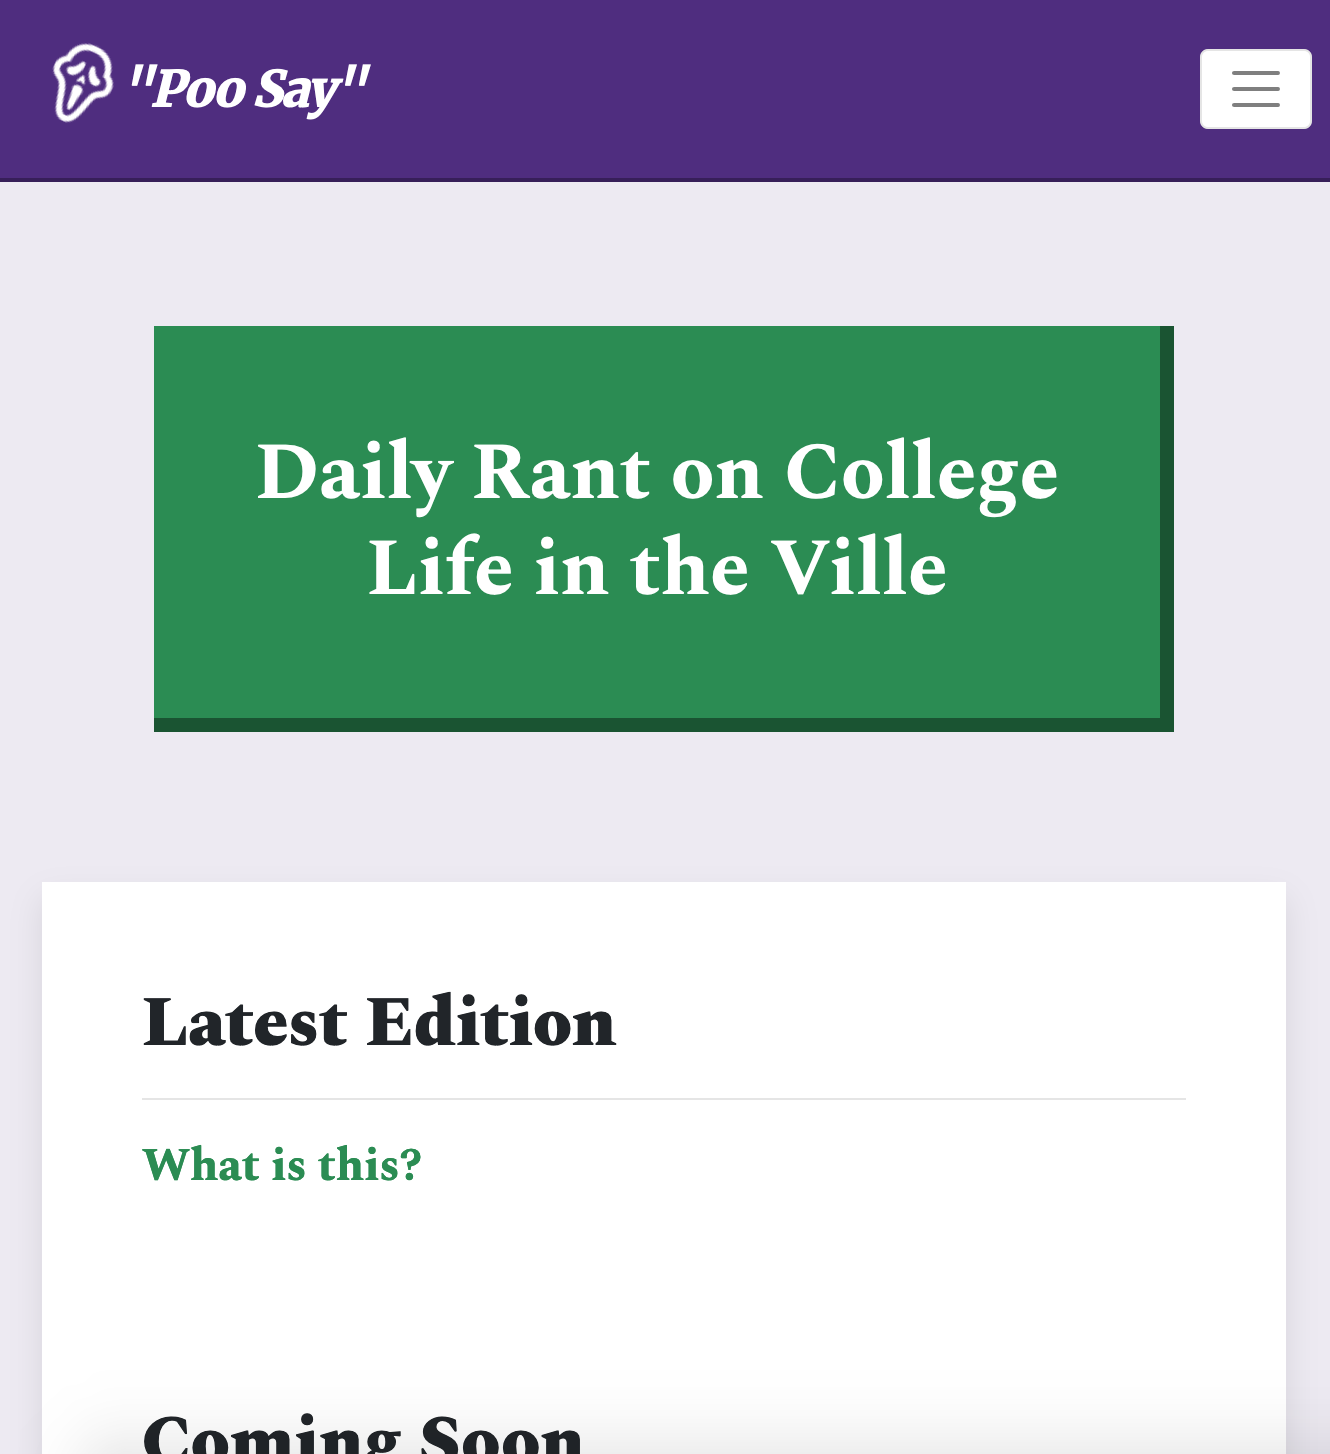 "Poo Say"
Daily Rant on College
Life in the Ville
Latest Edition
What is this?
Coming Soon